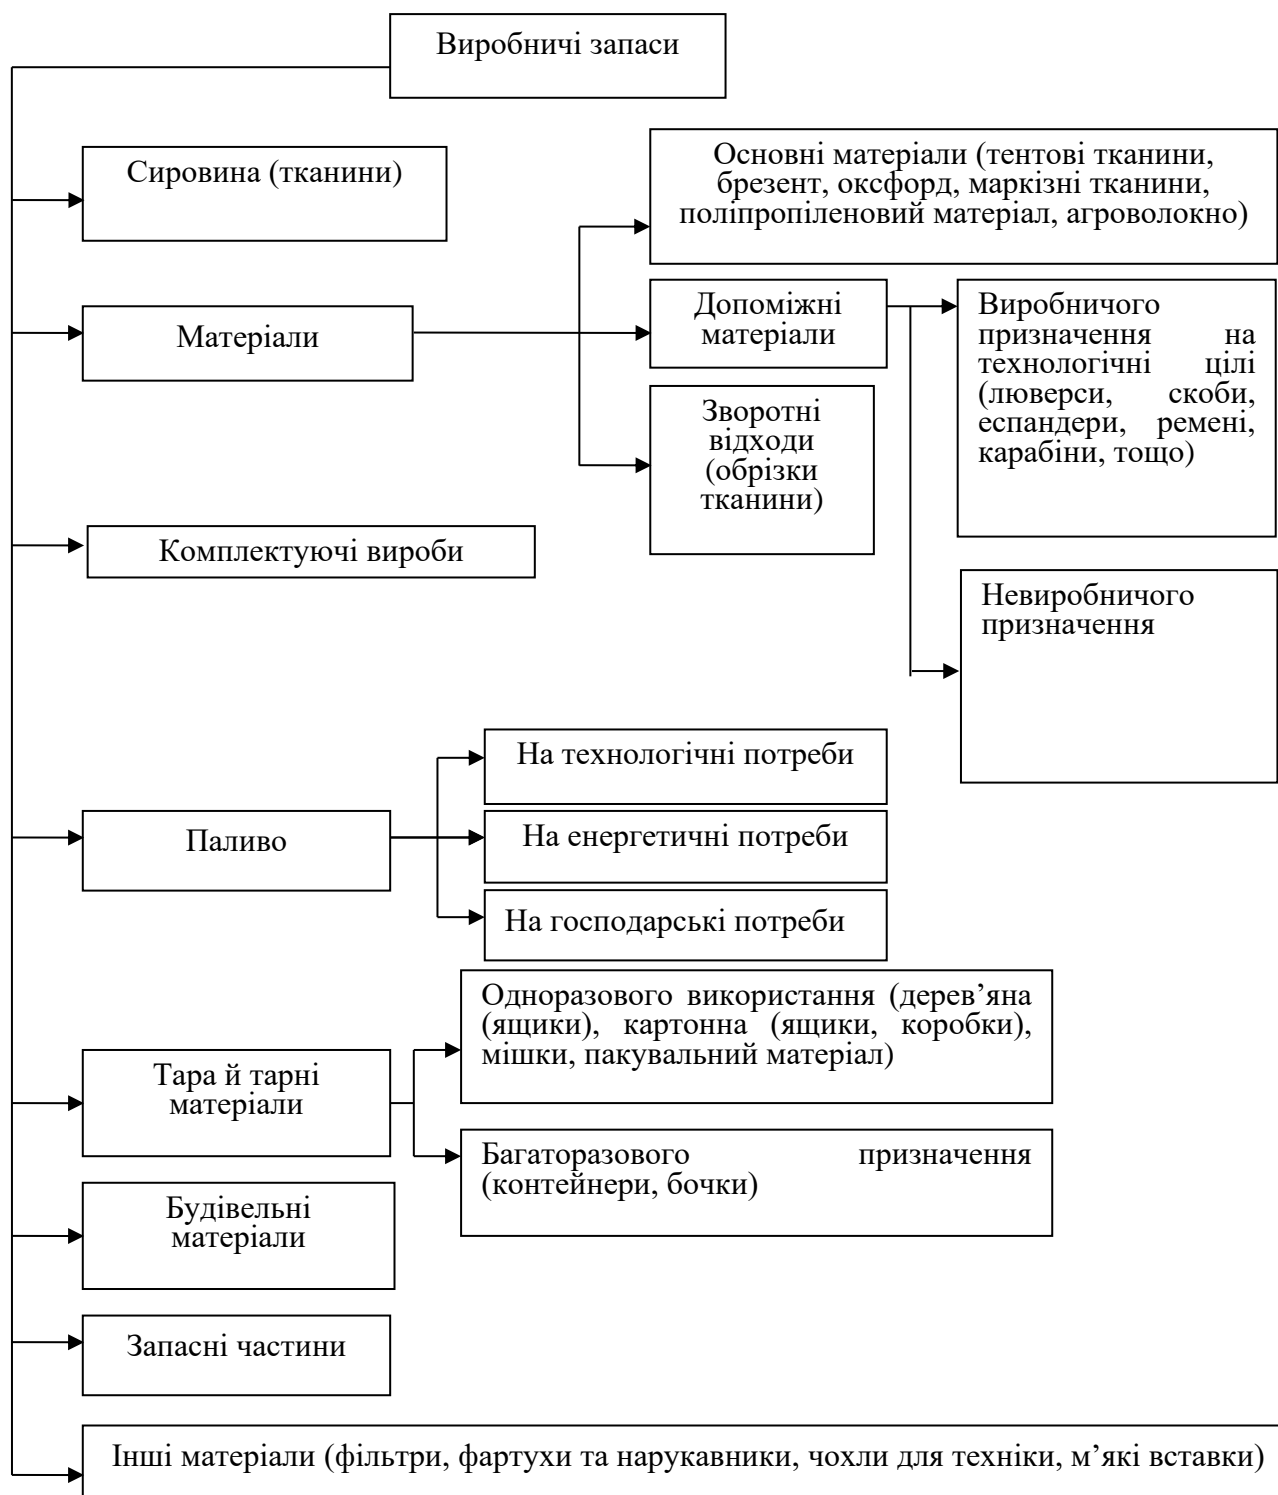 Виробничі запаси
Сировина (тканини)
Основні матеріали (тентові тканини,
брезент, оксфорд, маркізні тканини,
поліпропіленовий матеріал, агроволокно)
Матеріали
Допоміжні
матеріали
Виробничого
призначення на
технологічні цілі
(люверси, скоби,
еспандери, ремені,
карабіни, тощо)
Зворотні
відходи
(обрізки
тканини)
Комплектуючі вироби
Невиробничого
призначення
На технологічні потреби
Паливо
На енергетичні потреби
На господарські потреби
Одноразового використання (дерев’яна
(ящики), картонна (ящики, коробки),
мішки, пакувальний матеріал)
Тара й тарні
матеріали
Багаторазового призначення
(контейнери, бочки)
Будівельні
матеріали
Запасні частини
Інші матеріали (фільтри, фартухи та нарукавники, чохли для техніки, м’які вставки)